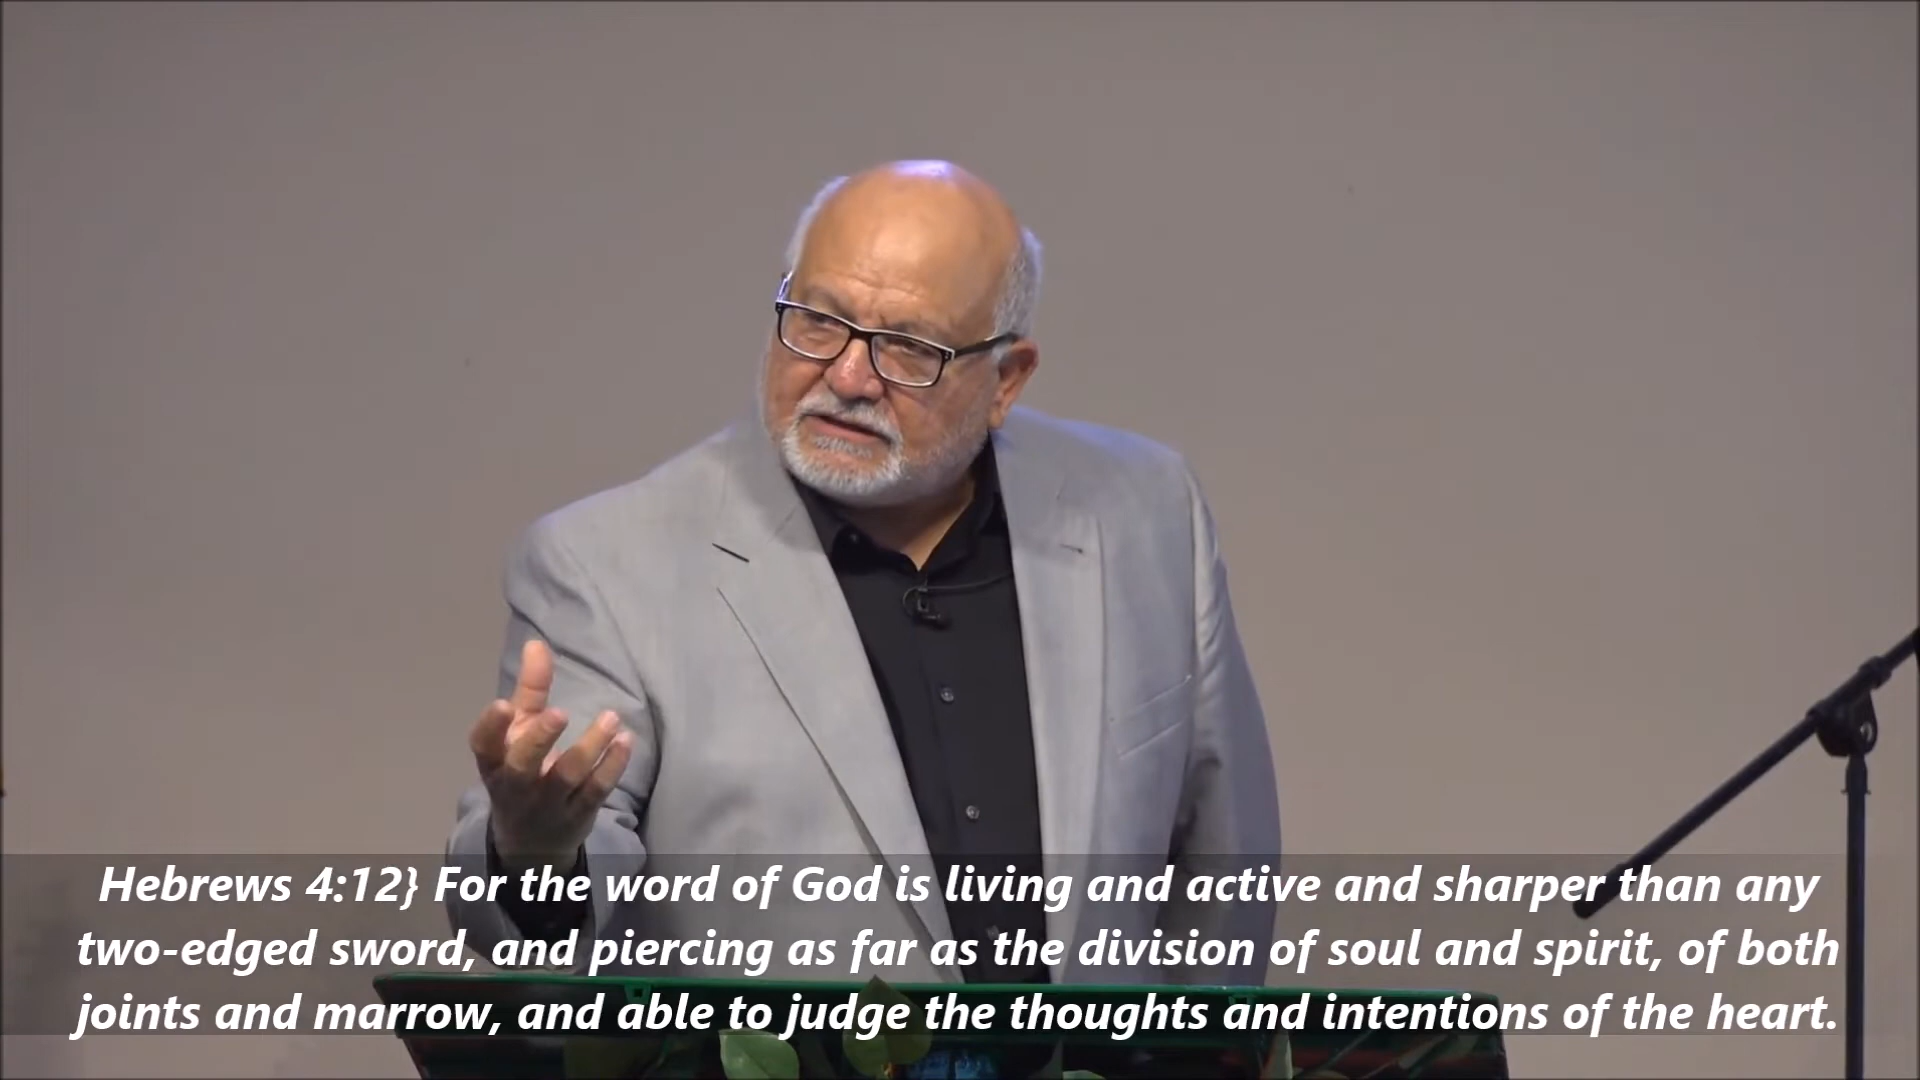 Hebrews 4:12} For the word of God is living and active and sharper than any
two-edged sword, and piercing as far as the division of soul and spirit, of both
joints and marrow, and able to judge the thoughts and intentions of the heart.